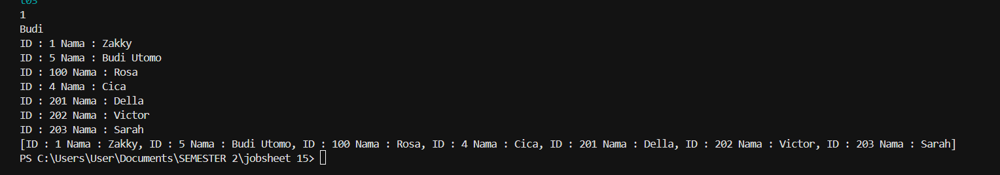 1
Budi
ID : 1 Nama : Zakky
ID : 5 Nama : Budi Utomo
ID : 100 Nama : Rosa
ID : 4 Nama : Cica
ID : 201 Nama : Della
ID : 202 Nama : Victor
ID : 203 Nama : Sarah
[ID : 1 Nama : Zakky, ID : 5 Nama : Budi Utomo, ID : 100 Nama : Rosa, ID : 4 Nama : Cica, ID : 201 Nama : Della, ID : 202 Nama : Victor, ID : 203 Nama : Sarah]
PS C:\Users\User\Documents\SEMESTER 2\jobsheet 15>